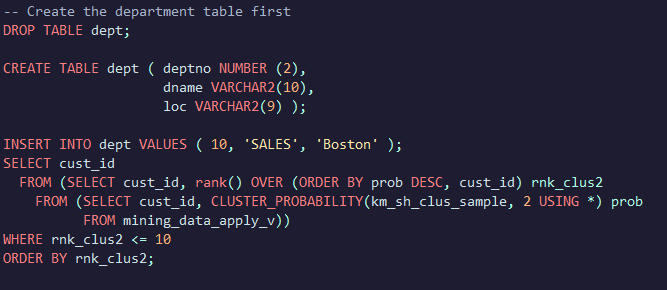 -- Create the department table first
DROP TABLE dept;

CREATE TABLE dept ( deptno NUMBER (2),
                    dname VARCHAR2(10),
                    loc VARCHAR2(9) );

INSERT INTO dept VALUES ( 10, 'SALES', 'Boston' );
SELECT cust_id
  FROM (SELECT cust_id, rank() OVER (ORDER BY prob DESC, cust_id) rnk_clus2
    FROM (SELECT cust_id, CLUSTER_PROBABILITY(km_sh_clus_sample, 2 USING *) prob
          FROM mining_data_apply_v))
WHERE rnk_clus2 <= 10
ORDER BY rnk_clus2;